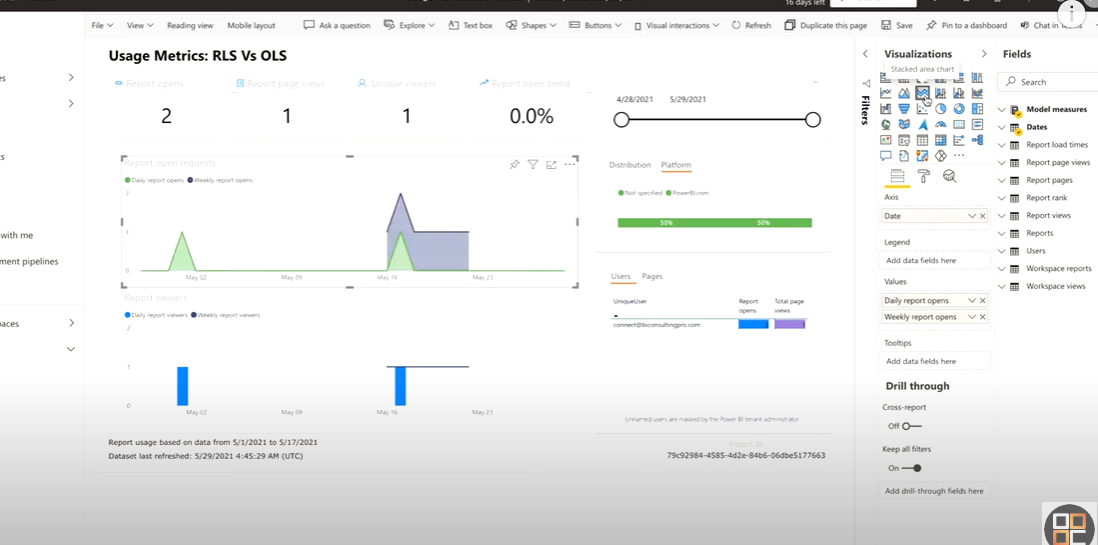 16 days left
File View Reading view Mobile layout Ask a question Explore Text box Shapes Buttons Visual interactions Refresh Duplicate this page Save Pin to a dashboard Chat in Teams
Usage Metrics: RLS Vs OLS
Report opens Report page views Unique viewers Report open trend
2 1 1 0.0%
4/28/2021 5/29/2021
Report open requests
Daily report opens Weekly report opens
2
1
0
May 02 May 09 May 16 May 23
Report viewers
Daily report viewers Weekly report viewers
2
1
0
May 02 May 09 May 16 May 23
Report usage based on data from 5/1/2021 to 5/17/2021
Dataset last refreshed: 5/29/2021 4:45:29 AM (UTC)
Distribution Platform
Not specified PowerBI.com
50% 50%
Users Pages
UniqueUser Report opens Total page views
connect@biconsultingpro.com
Unnamed users are masked by the Power BI tenant administrator
79c92984-4585-4d2e-84b6-06dbe5177663
with me
ment pipelines
Filters
Visualizations
Stacked area chart
Axis
Date
Legend
Add data fields here
Values
Daily report opens
Weekly report opens
Tooltips
Add data fields here
Drill through
Cross-report
Off
Keep all filters
On
Add drill-through fields here
Fields
Search
Model measures
Dates
Report load times
Report page views
Report pages
Report rank
Report views
Reports
Users
Workspace reports
Workspace views